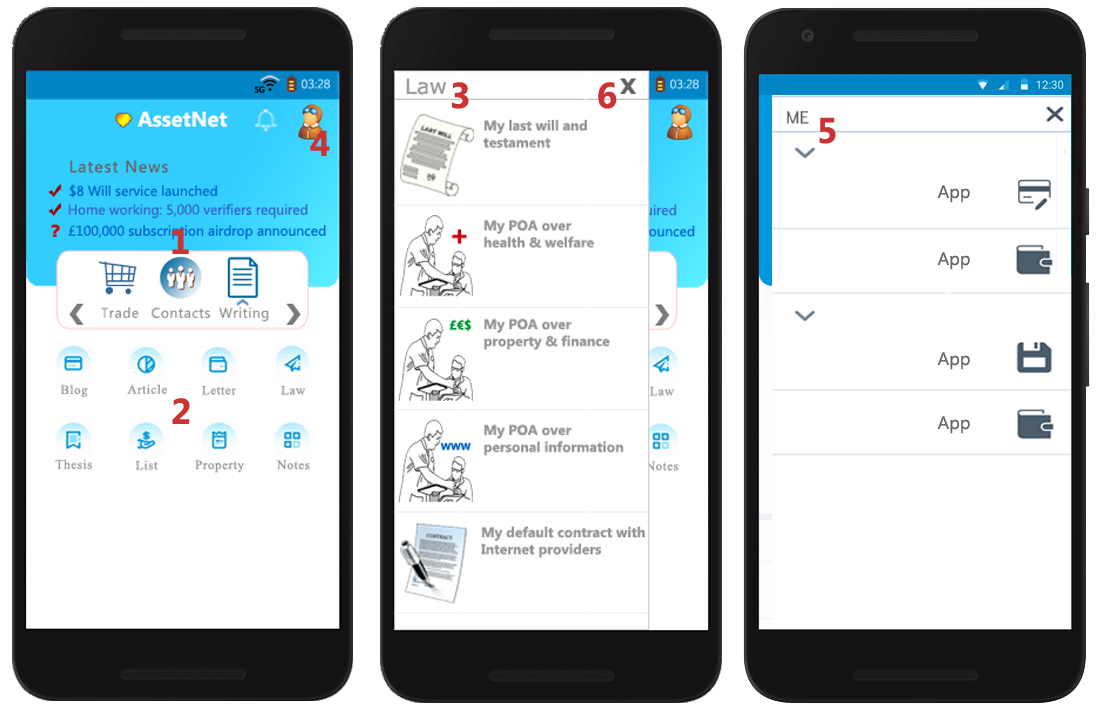 5G 03:28
AssetNet
4
Latest News
$8 Will service launched
Home working: 5,000 verifiers required
? £100,000 subscription airdrop announced
1
Trade Contacts Writing
Blog Article Letter Law
2
Thesis List Property Notes
Law 3 6 X
03:28
LAST WILL
My last will and
testament
+
My POA over
health & welfare
uired
ounced
£€$
My POA over
property & finance
Law
www
My POA over
personal information
Notes
CONTRACT
My default contract with
Internet providers
12:30
ME 5
App
App
App
App